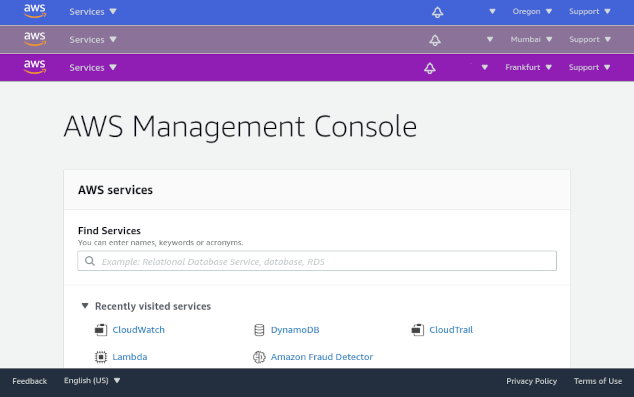 aws Services Oregon Support
aws Services Mumbai Support
aws Services Frankfurt Support
AWS Management Console
AWS services
Find Services
You can enter names, keywords or acronyms.
Example: Relational Database Service, database, RDS
Recently visited services
CloudWatch DynamoDB CloudTrail
Lambda Amazon Fraud Detector
Feedback English (US) Privacy Policy Terms of Use